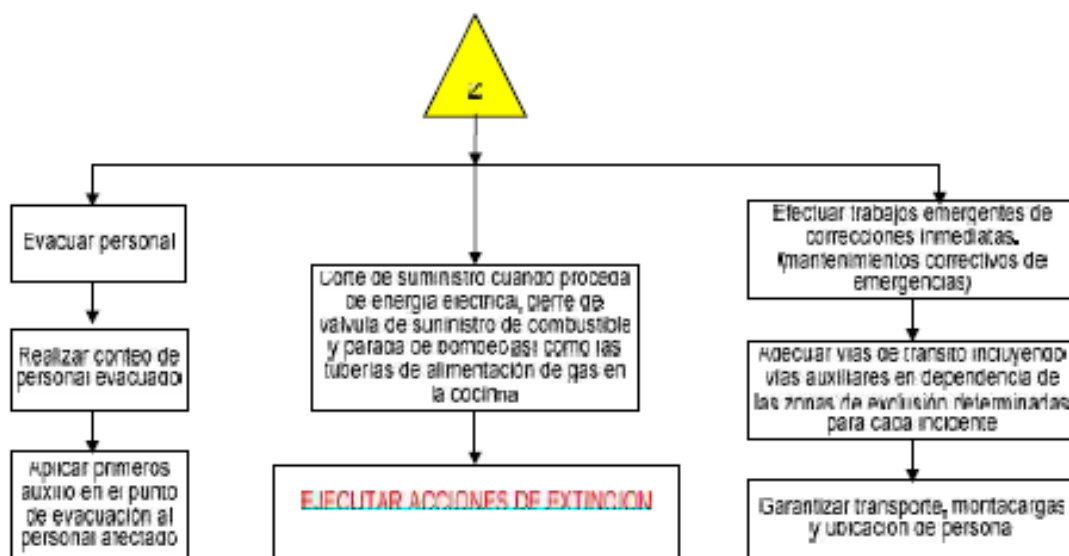 Evacuar personal
Realizar conteo de
personal evacuado
Aplicar primeros
auxilio en el punto
de evacuación al
personal afectado
Corte de suministro cuando proceda
de energía electrica, cierre de
válvula de suministro de combustible
y parada de bombeo así como las
tuberías de alimentación de gas en
la cocina
EJECUTAR ACCIONES DE EXTINCION
Efectuar trabajos emergentes de
correcciones inmediatas.
(mantenimientos correctivos de
emergencias)
Adecuar vías de transito incluyendo
vías auxiliares en dependencia de
las zonas de exclusión determinadas
para cada incidente
Garantizar transporte, montacargas
y ubicación de persona